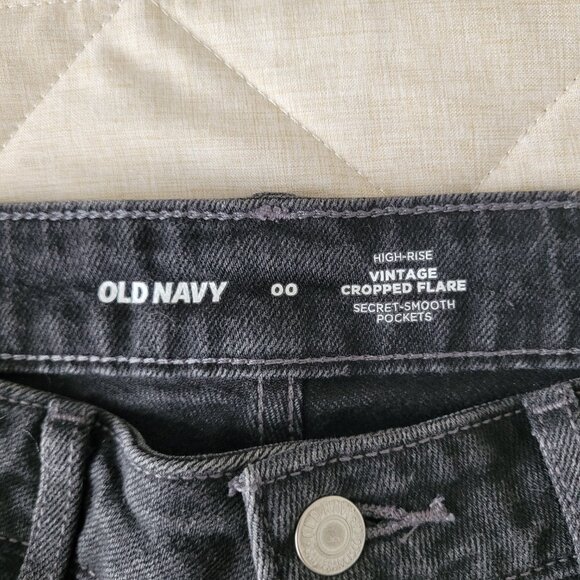 OLD NAVY
00
HIGH-RISE
VINTAGE
CROPPED FLARE
SECRET-SMOOTH
POCKETS